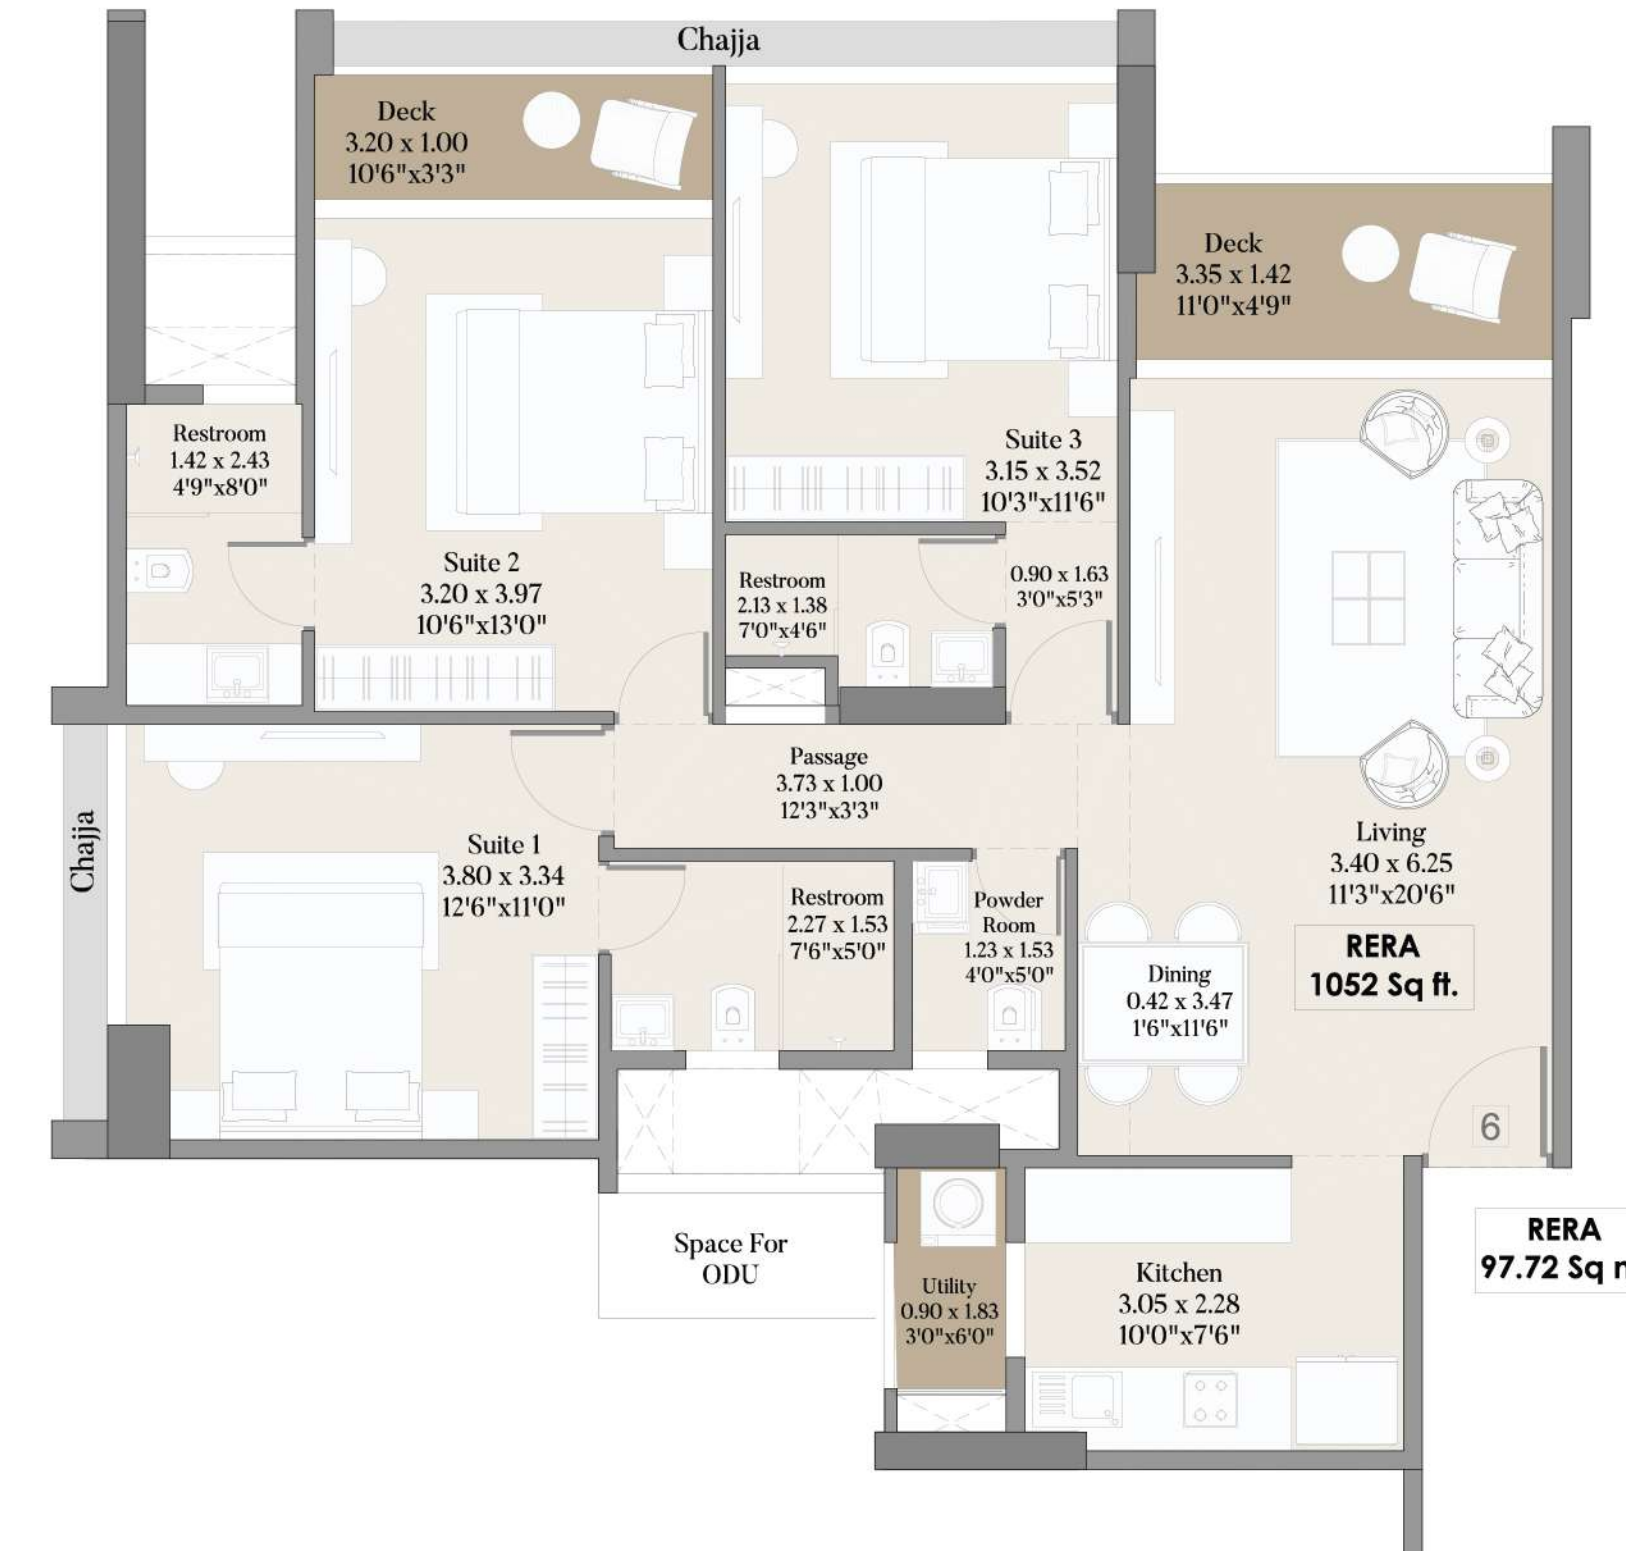 Chajja
Deck
3.20 x 1.00
10'6"x3'3"
Deck
3.35 x 1.42
11'0"x4'9"
Restroom
1.42 x 2.43
4'9"x8'0"
Suite 3
3.15 x 3.52
10'3"x11'6"
Suite 2
3.20 x 3.97
10'6"x13'0"
Restroom
2.13 x 1.38
7'0"x4'6"
0.90 x 1.63
3'0"x5'3"
Passage
3.73 x 1.00
12'3"x3'3"
Chajja
Suite 1
3.80 x 3.34
12'6"x11'0"
Living
3.40 x 6.25
11'3"x20'6"
Restroom
2.27 x 1.53
7'6"x5'0"
Powder
Room
1.23 x 1.53
4'0"x5'0"
RERA
1052 Sq ft.
Dining
0.42 x 3.47
1'6"x11'6"
6
Space For
ODU
Utility
0.90 x 1.83
3'0"x6'0"
Kitchen
3.05 x 2.28
10'0"x7'6"
RERA
97.72 Sq